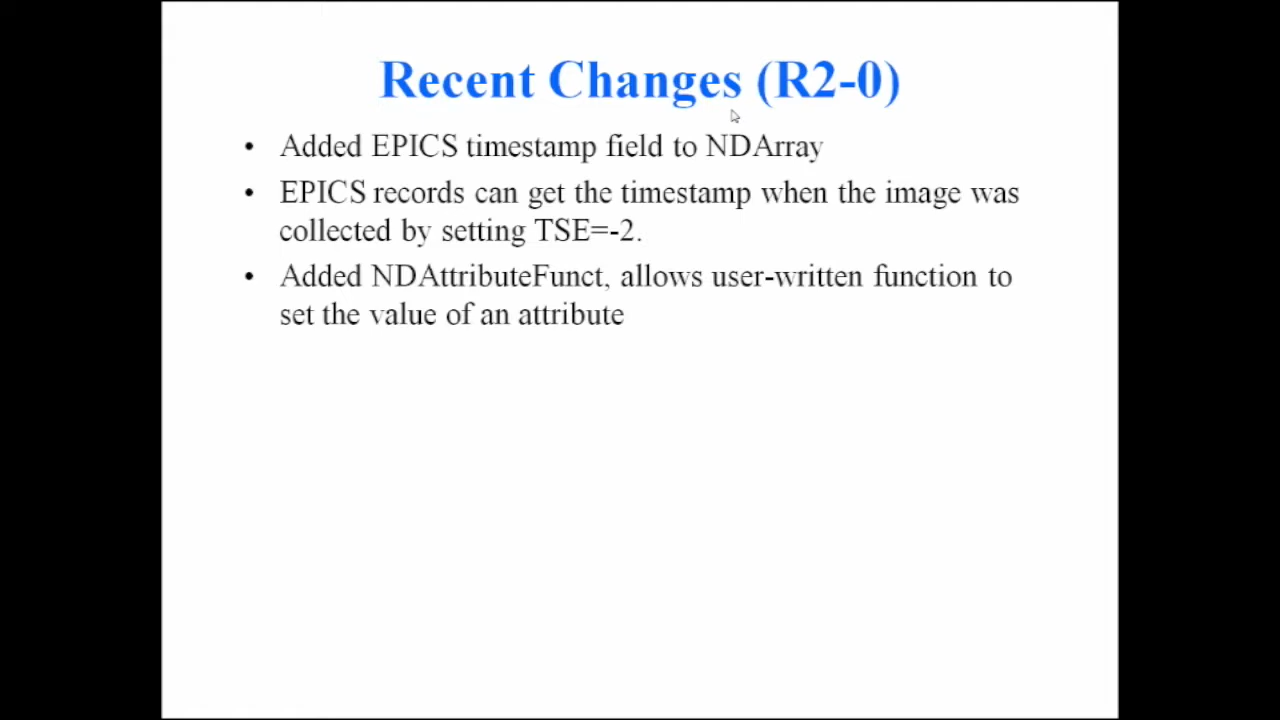 Recent Changes (R2-0)
• Added EPICS timestamp field to NDArray
• EPICS records can get the timestamp when the image was
collected by setting TSE=-2.
• Added NDAttributeFunct, allows user-written function to
set the value of an attribute